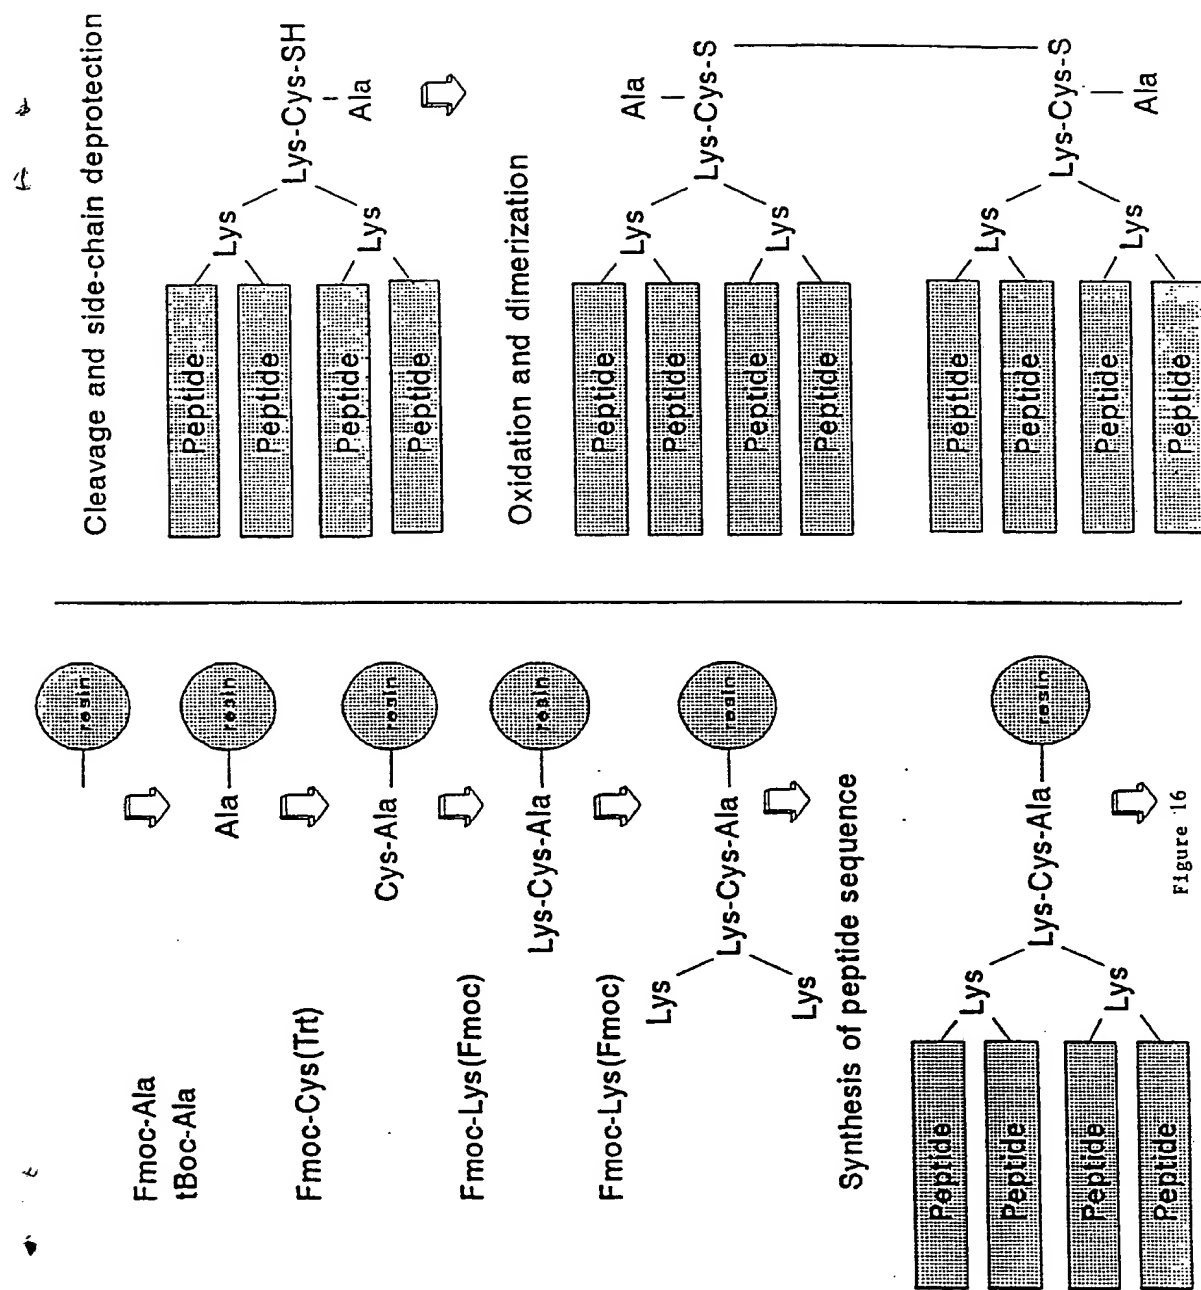 resin
Fmoc-Ala
tBoc-Ala
Ala resin
Fmoc-Cys(Trt)
Cys-Ala resin
Fmoc-Lys(Fmoc)
Lys-Cys-Ala resin
Fmoc-Lys(Fmoc)
Lys
Lys-Cys-Ala resin
Lys
Synthesis of peptide sequence
Peptide
Lys
Peptide
Lys-Cys-Ala resin
Peptide
Lys
Peptide
Cleavage and side-chain deprotection
Peptide
Lys
Peptide
Lys-Cys-SH
Peptide
Ala
Lys
Peptide
Oxidation and dimerization
Peptide
Ala
Lys
Peptide
Lys-Cys-S
Peptide
Lys
Peptide
Peptide
Lys
Peptide
Lys-Cys-S
Peptide
Ala
Lys
Peptide
Figure 16